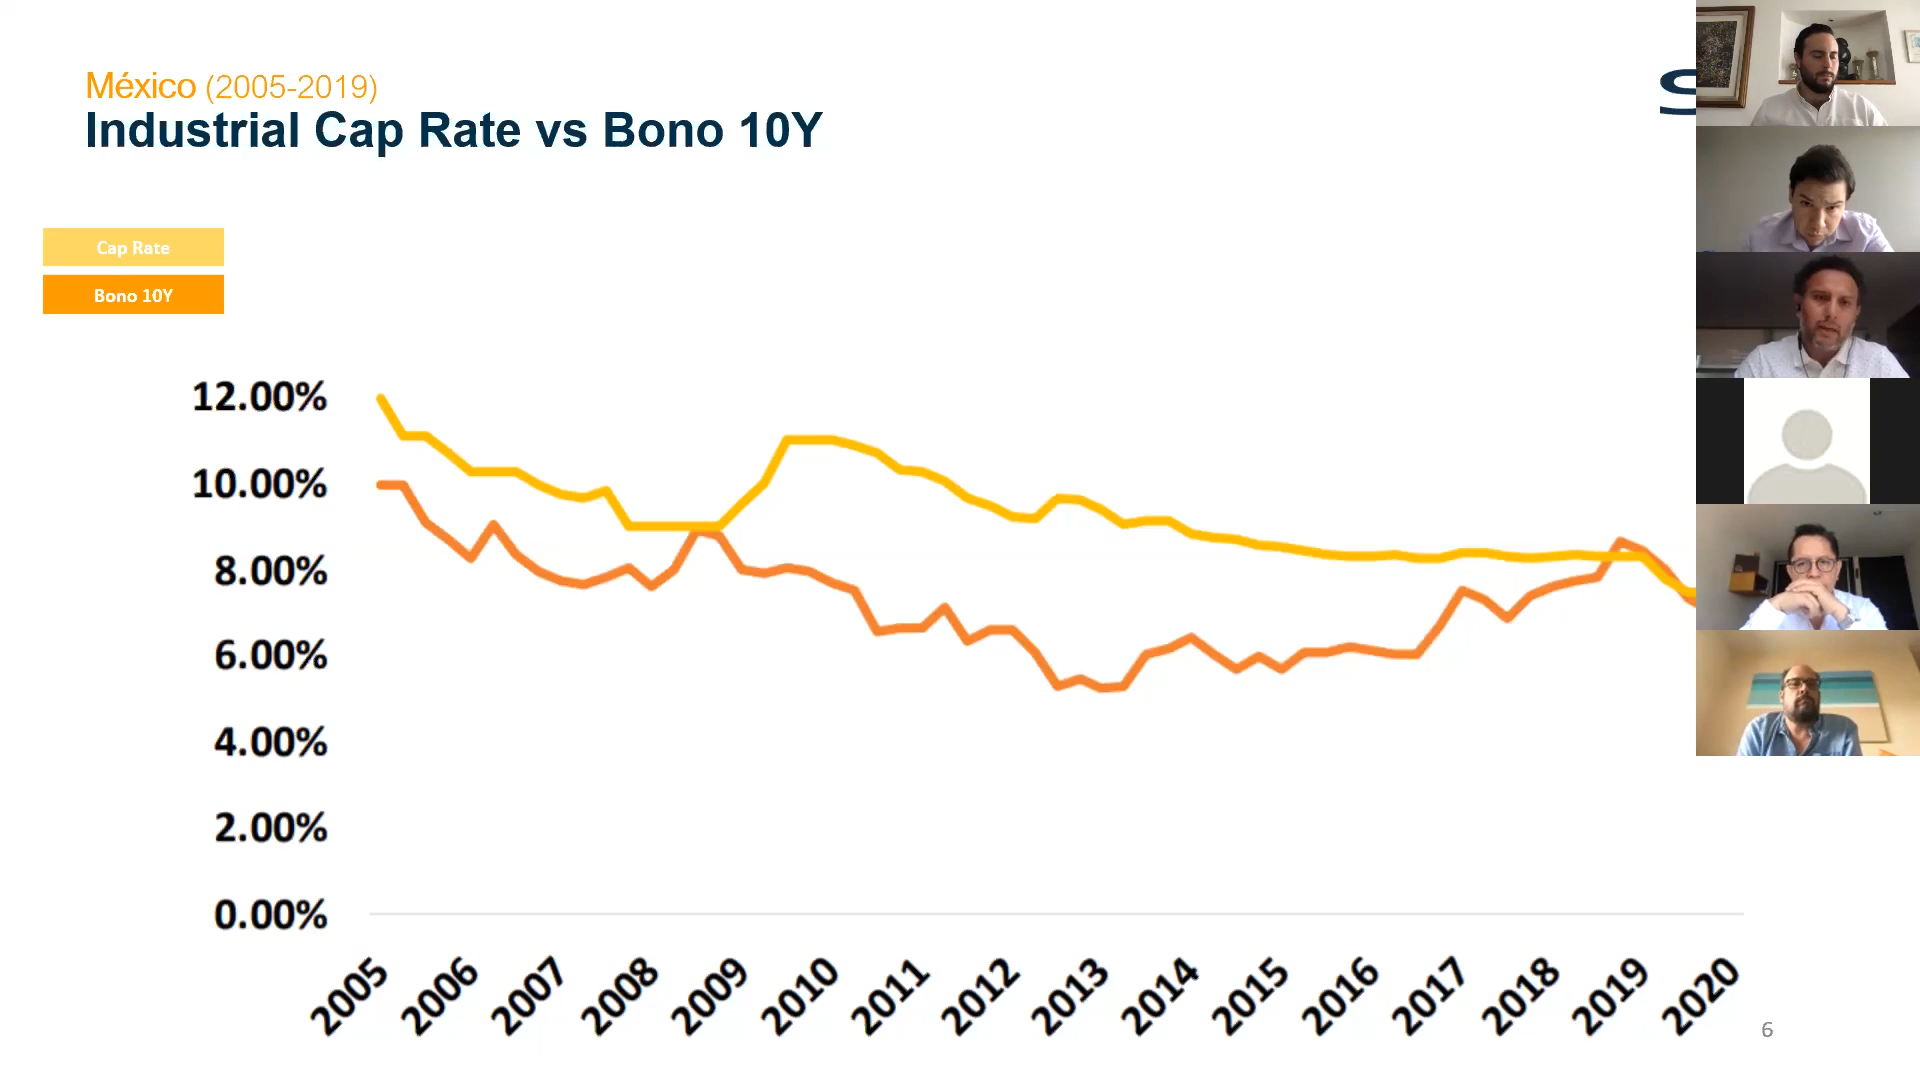 México (2005-2019)
Industrial Cap Rate vs Bono 10Y
S
Cap Rate
Bono 10Y
12.00%
10.00%
8.00%
6.00%
4.00%
2.00%
0.00%
2005 2006 2007 2008 2009 2010 2011 2012 2013 2014 2015 2016 2017 2018 2019 2020
6